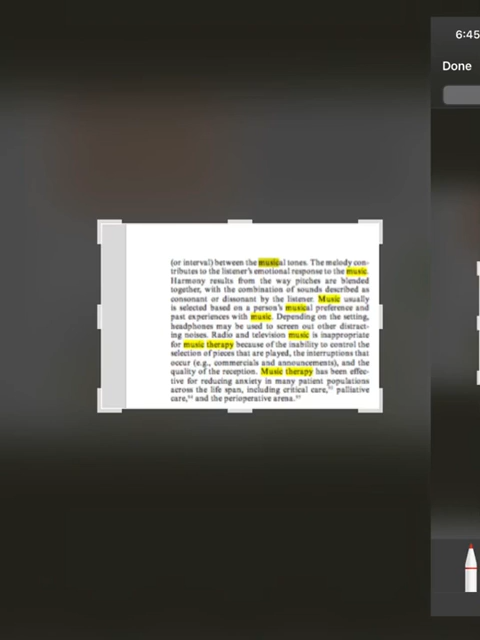 6:45
Done
(or interval) between the musical tones. The melody con-
tributes to the listener's emotional response to the music.
Harmony results from the way pitches are blended
together, with the combination of sounds described as
consonant or dissonant by the listener. Music usually
is selected based on a person's musical preference and
past experiences with music. Depending on the setting,
headphones may be used to screen out other distract-
ing noises. Radio and television music is inappropriate
for music therapy because of the inability to control the
selection of pieces that are played, the interruptions that
occur (e.g., commercials and announcements), and the
quality of the reception. Music therapy has been effec-
tive for reducing anxiety in many patient populations
across the life span, including critical care, palliative
care, and the perioperative arena.